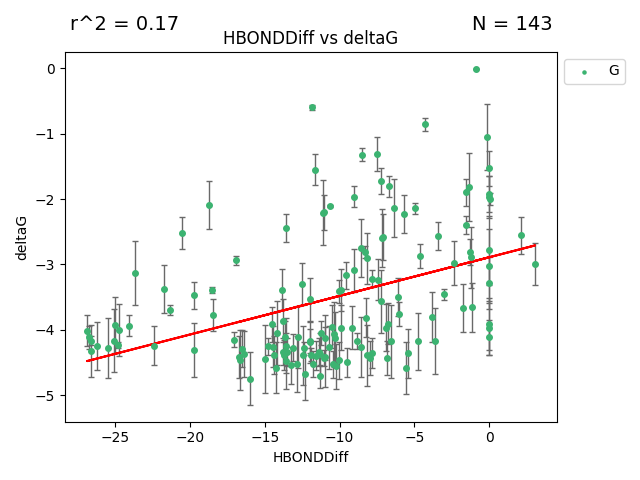 r^2 = 0.17
N = 143
HBONDDiff vs deltaG
G
0
−1
−2
−3
−4
−5
deltaG
−25 −20 −15 −10 −5 0
HBONDDiff